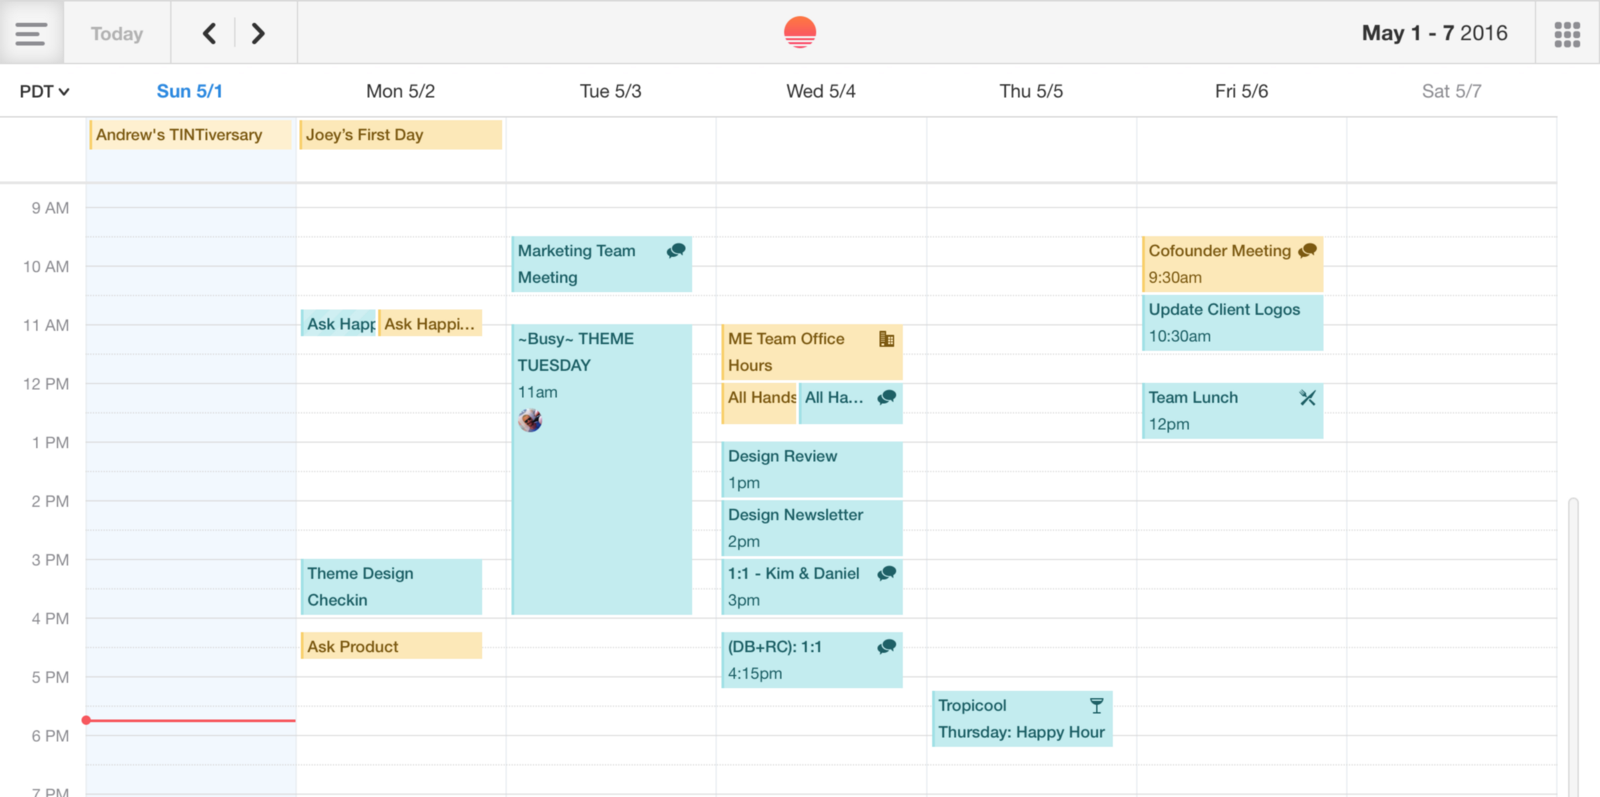 Today
May 1 - 7 2016
PDT
Sun 5/1
Mon 5/2
Tue 5/3
Wed 5/4
Thu 5/5
Fri 5/6
Sat 5/7
Andrew's TINTiversary
Joey's First Day
9 AM
10 AM
11 AM
12 PM
1 PM
2 PM
3 PM
4 PM
5 PM
6 PM
7 PM
Ask Happ
Ask Happi...
Theme Design
Checkin
Ask Product
Marketing Team
Meeting
~Busy~ THEME
TUESDAY
11am
ME Team Office
Hours
All Hands
All Ha...
Design Review
1pm
Design Newsletter
2pm
1:1 - Kim & Daniel
3pm
(DB+RC): 1:1
4:15pm
Tropicool
Thursday: Happy Hour
Cofounder Meeting
9:30am
Update Client Logos
10:30am
Team Lunch
12pm